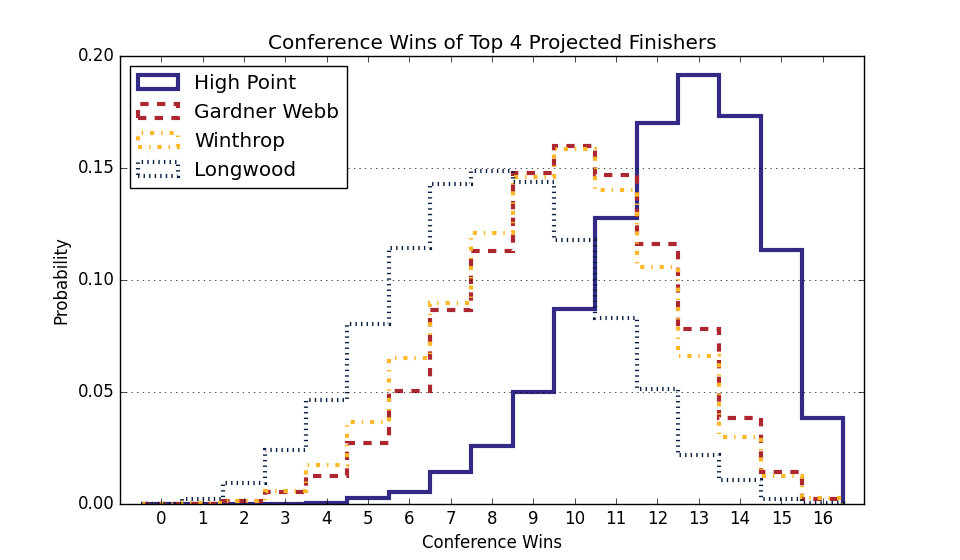 Conference Wins of Top 4 Projected Finishers
0.20
0.15
0.10
0.05
0.00
Probability
High Point
Gardner Webb
Winthrop
Longwood
0 1 2 3 4 5 6 7 8 9 10 11 12 13 14 15 16
Conference Wins